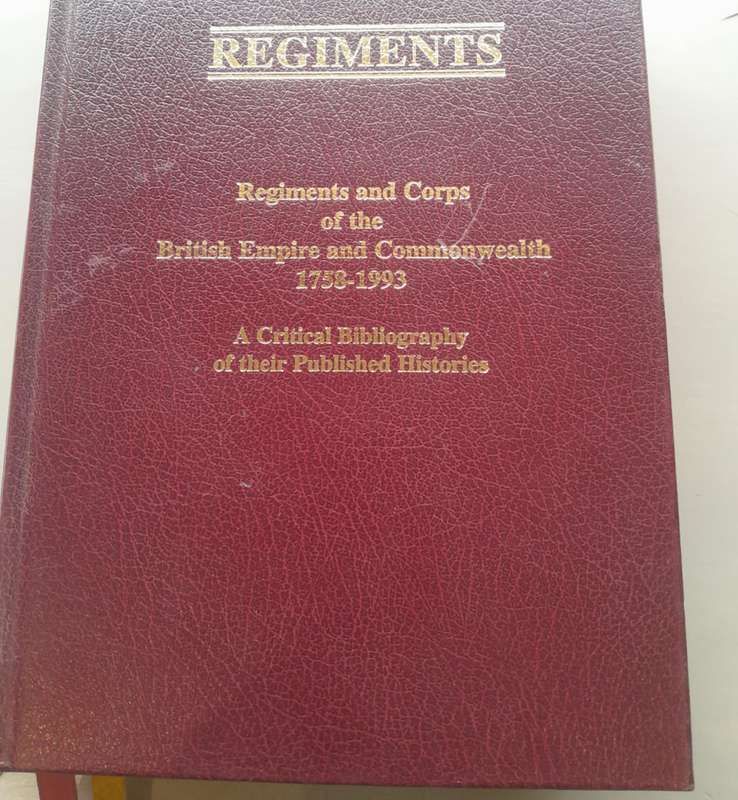 REGIMENTS
Regiments and Corps
of the
British Empire and Commonwealth
1758-1993
A Critical Bibliography
of their Published Histories